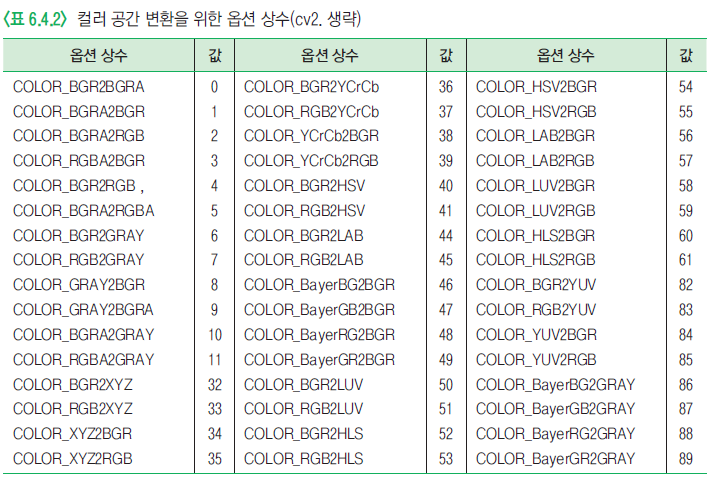 〈표 6.4.2〉 컬러 공간 변환을 위한 옵션 상수(cv2. 생략)
옵션 상수 값 옵션 상수 값 옵션 상수 값
COLOR_BGR2BGRA 0 COLOR_BGR2YCrCb 36 COLOR_HSV2BGR 54
COLOR_BGRA2BGR 1 COLOR_RGB2YCrCb 37 COLOR_HSV2RGB 55
COLOR_BGRA2RGB 2 COLOR_YCrCb2BGR 38 COLOR_LAB2BGR 56
COLOR_RGBA2BGR 3 COLOR_YCrCb2RGB 39 COLOR_LAB2RGB 57
COLOR_BGR2RGB , 4 COLOR_BGR2HSV 40 COLOR_LUV2BGR 58
COLOR_BGRA2RGBA 5 COLOR_RGB2HSV 41 COLOR_LUV2RGB 59
COLOR_BGR2GRAY 6 COLOR_BGR2LAB 44 COLOR_HLS2BGR 60
COLOR_RGB2GRAY 7 COLOR_RGB2LAB 45 COLOR_HLS2RGB 61
COLOR_GRAY2BGR 8 COLOR_BayerBG2BGR 46 COLOR_BGR2YUV 82
COLOR_GRAY2BGRA 9 COLOR_BayerGB2BGR 47 COLOR_RGB2YUV 83
COLOR_BGRA2GRAY 10 COLOR_BayerRG2BGR 48 COLOR_YUV2BGR 84
COLOR_RGBA2GRAY 11 COLOR_BayerGR2BGR 49 COLOR_YUV2RGB 85
COLOR_BGR2XYZ 32 COLOR_BGR2LUV 50 COLOR_BayerBG2GRAY 86
COLOR_RGB2XYZ 33 COLOR_RGB2LUV 51 COLOR_BayerGB2GRAY 87
COLOR_XYZ2BGR 34 COLOR_BGR2HLS 52 COLOR_BayerRG2GRAY 88
COLOR_XYZ2RGB 35 COLOR_RGB2HLS 53 COLOR_BayerGR2GRAY 89